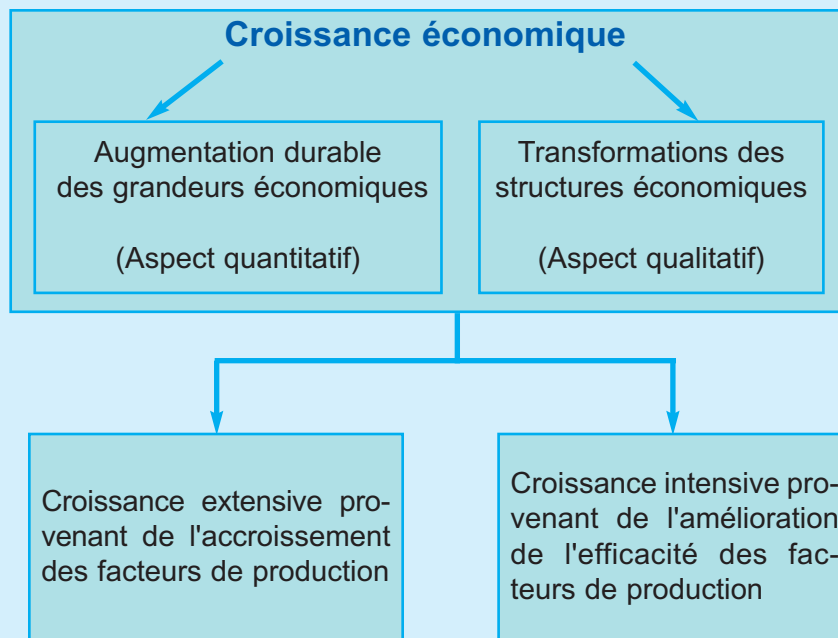 Croissance économique
Augmentation durable
des grandeurs économiques
(Aspect quantitatif)
Transformations des
structures économiques
(Aspect qualitatif)
Croissance extensive pro-
venant de l'accroissement
des facteurs de production
Croissance intensive pro-
venant de l'amélioration
de l'efficacité des fac-
teurs de production